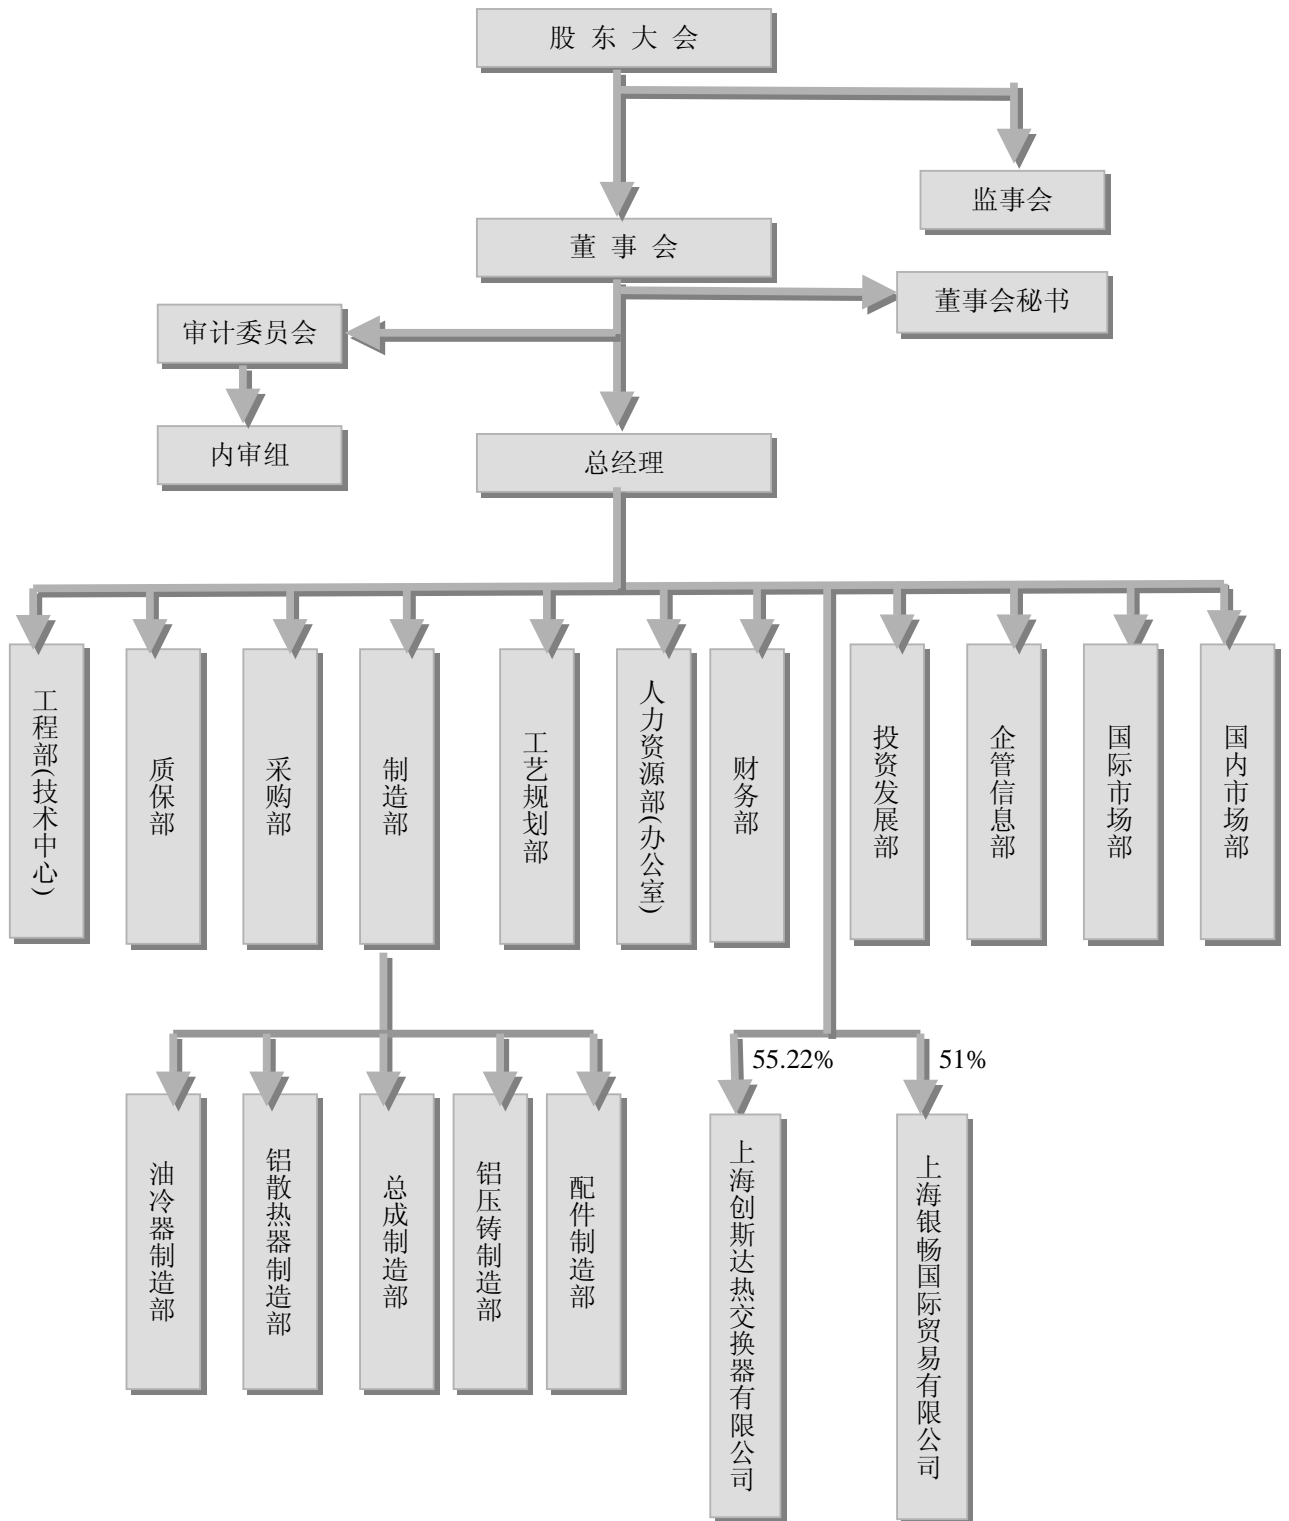 股东大会
监事会
董事会
董事会秘书
审计委员会
内审组
总经理
工程部(技术中心)
质保部
采购部
制造部
工艺规划部
人力资源部(办公室)
财务部
投资发展部
企管信息部
国际市场部
国内市场部
55.22%
51%
油冷器制造部
铝散热器制造部
总成制造部
铝压铸制造部
配件制造部
上海创斯达热交换器有限公司
上海银畅国际贸易有限公司